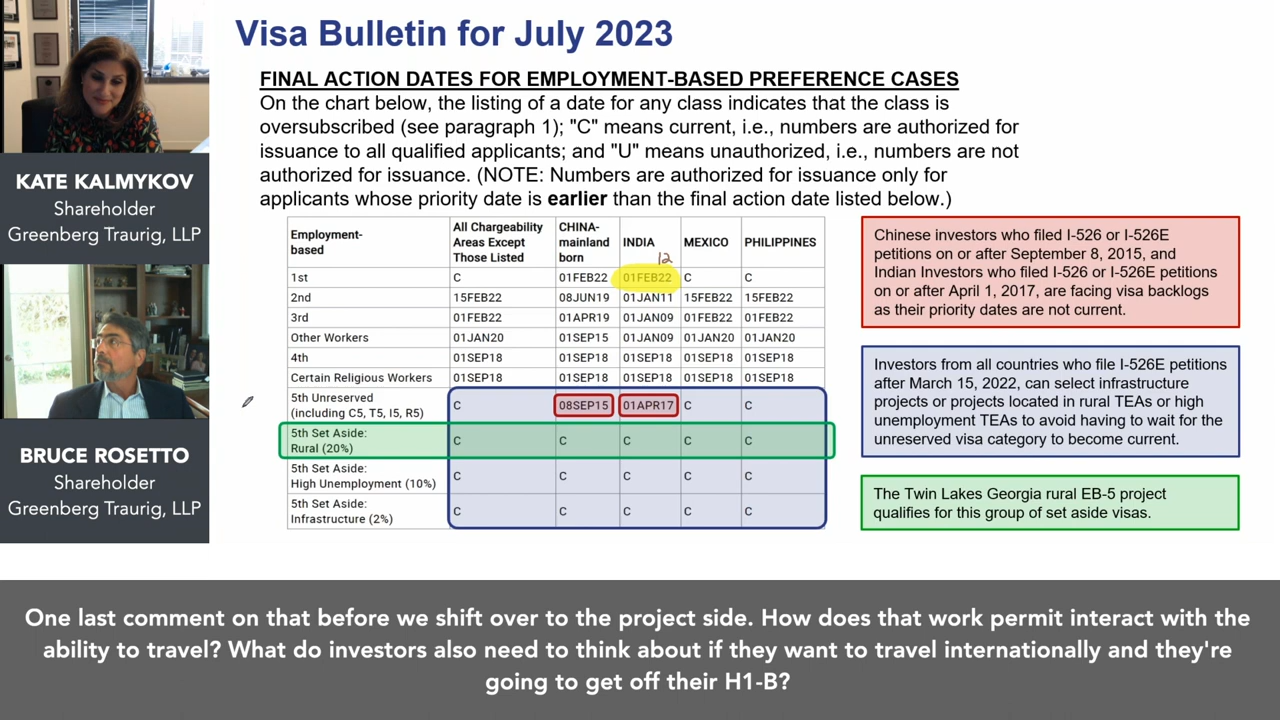 Visa Bulletin for July 2023
FINAL ACTION DATES FOR EMPLOYMENT-BASED PREFERENCE CASES
On the chart below, the listing of a date for any class indicates that the class is
oversubscribed (see paragraph 1); "C" means current, i.e., numbers are authorized for
issuance to all qualified applicants; and "U" means unauthorized, i.e., numbers are not
authorized for issuance. (NOTE: Numbers are authorized for issuance only for
applicants whose priority date is earlier than the final action date listed below.)
KATE KALMYKOV
Shareholder
Greenberg Traurig, LLP
BRUCE ROSETTO
Shareholder
Greenberg Traurig, LLP
Employment-based All Chargeability Areas Except Those Listed CHINA-mainland born INDIA MEXICO PHILIPPINES
12
1st C 01FEB22 01FEB22 C C
2nd 15FEB22 08JUN19 01JAN11 15FEB22 15FEB22
3rd 01FEB22 01APR19 01JAN09 01FEB22 01FEB22
Other Workers 01JAN20 01SEP15 01JAN09 01JAN20 01JAN20
4th 01SEP18 01SEP18 01SEP18 01SEP18 01SEP18
Certain Religious Workers 01SEP18 01SEP18 01SEP18 01SEP18 01SEP18
5th Unreserved
(including C5, T5, I5, R5) C 08SEP15 01APR17 C C
5th Set Aside:
Rural (20%) C C C C C
5th Set Aside:
High Unemployment (10%) C C C C C
5th Set Aside:
Infrastructure (2%) C C C C C
Chinese investors who filed I-526 or I-526E
petitions on or after September 8, 2015, and
Indian Investors who filed I-526 or I-526E petitions
on or after April 1, 2017, are facing visa backlogs
as their priority dates are not current.
Investors from all countries who file I-526E petitions
after March 15, 2022, can select infrastructure
projects or projects located in rural TEAs or high
unemployment TEAs to avoid having to wait for the
unreserved visa category to become current.
The Twin Lakes Georgia rural EB-5 project
qualifies for this group of set aside visas.
One last comment on that before we shift over to the project side. How does that work permit interact with the
ability to travel? What do investors also need to think about if they want to travel internationally and they're
going to get off their H1-B?